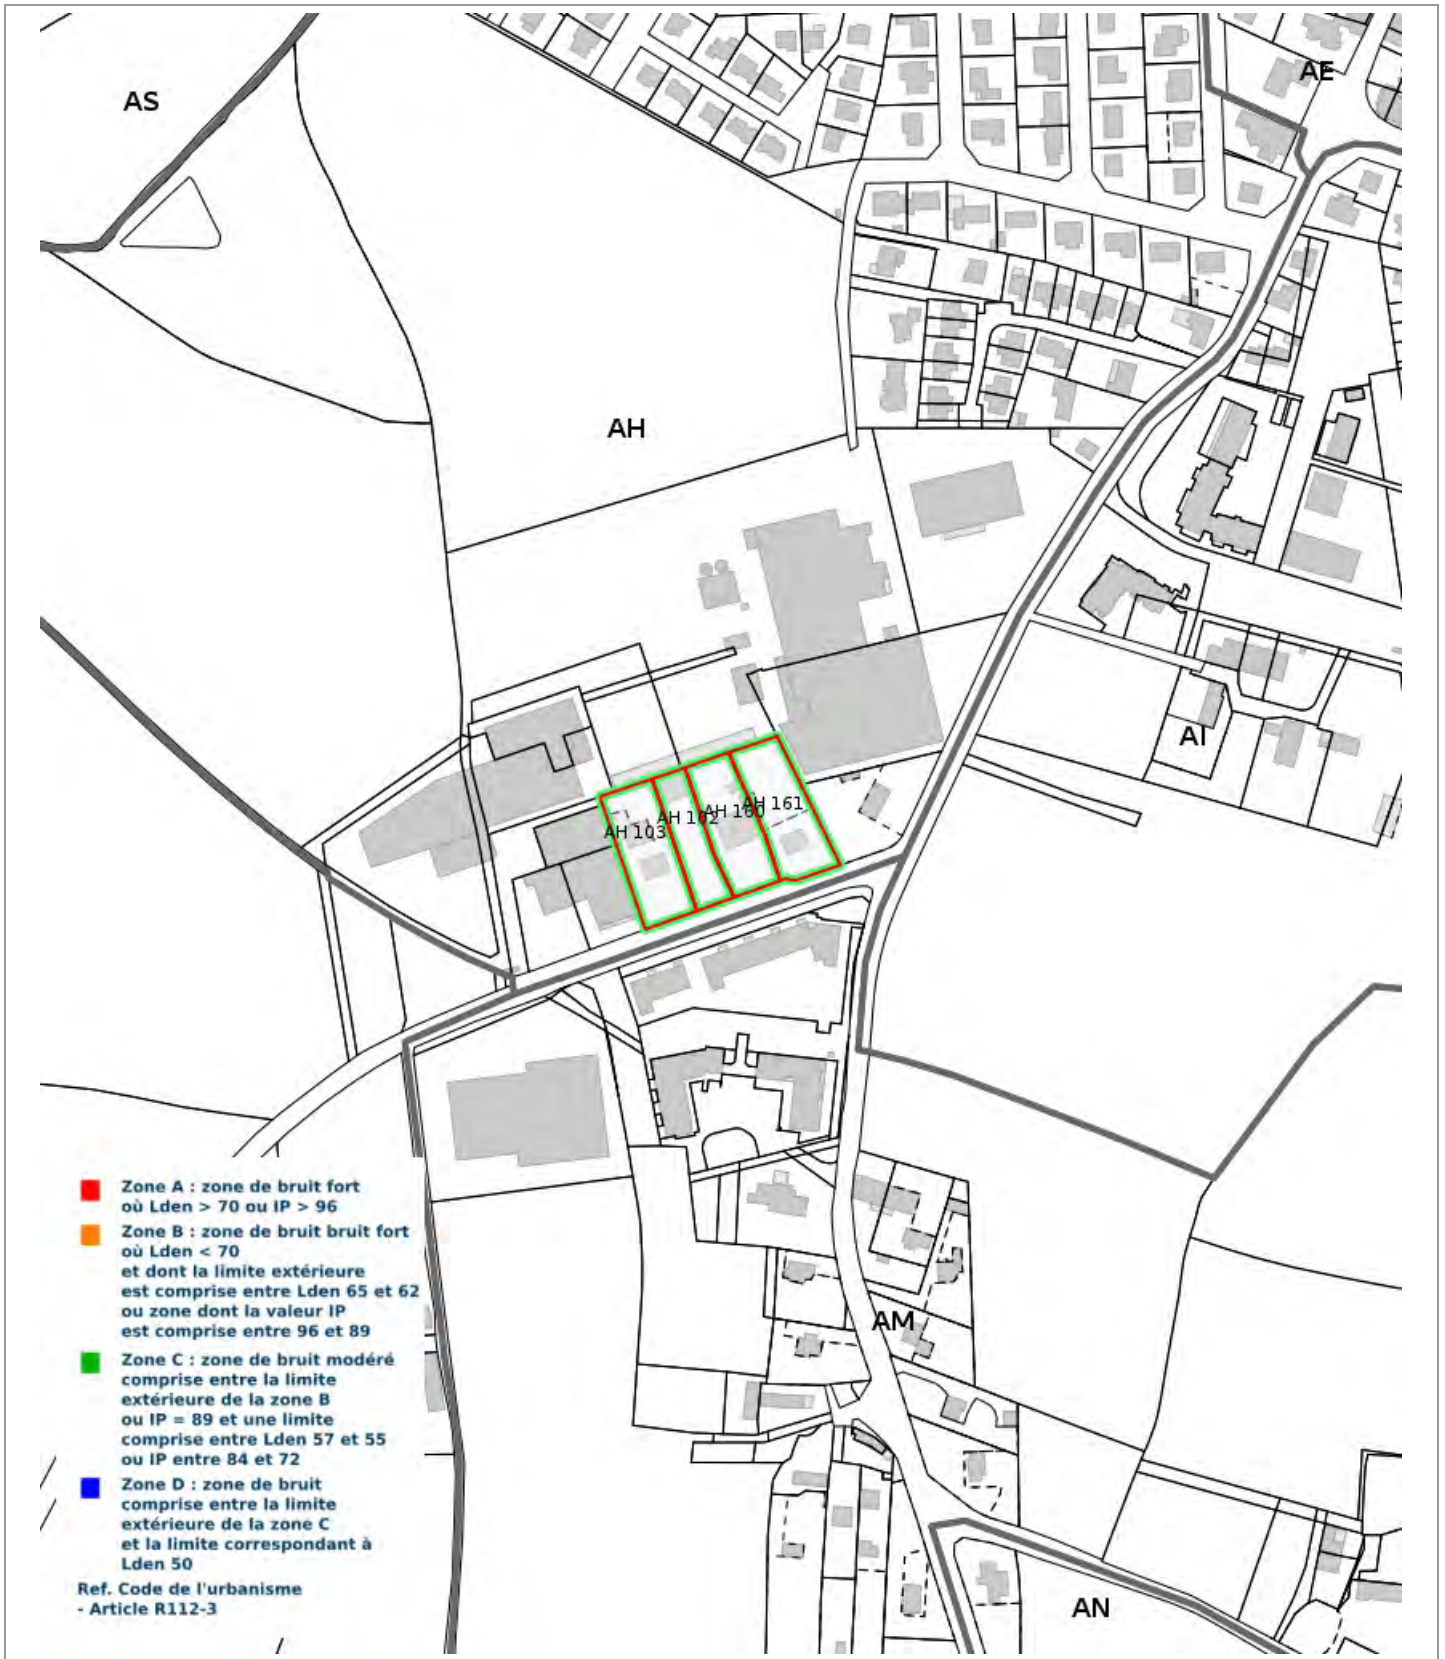 AS
AE
AH
AI
AH 161
AH 160
AH 102
AH 103
Zone A : zone de bruit fort
où Lden > 70 ou IP > 96
Zone B : zone de bruit bruit fort
où Lden < 70
et dont la limite extérieure
est comprise entre Lden 65 et 62
ou zone dont la valeur IP
est comprise entre 96 et 89
Zone C : zone de bruit modéré
comprise entre la limite
extérieure de la zone B
ou IP = 89 et une limite
comprise entre Lden 57 et 55
ou IP entre 84 et 72
Zone D : zone de bruit
comprise entre la limite
extérieure de la zone C
et la limite correspondant à
Lden 50
Ref. Code de l'urbanisme
- Article R112-3
AM
AN